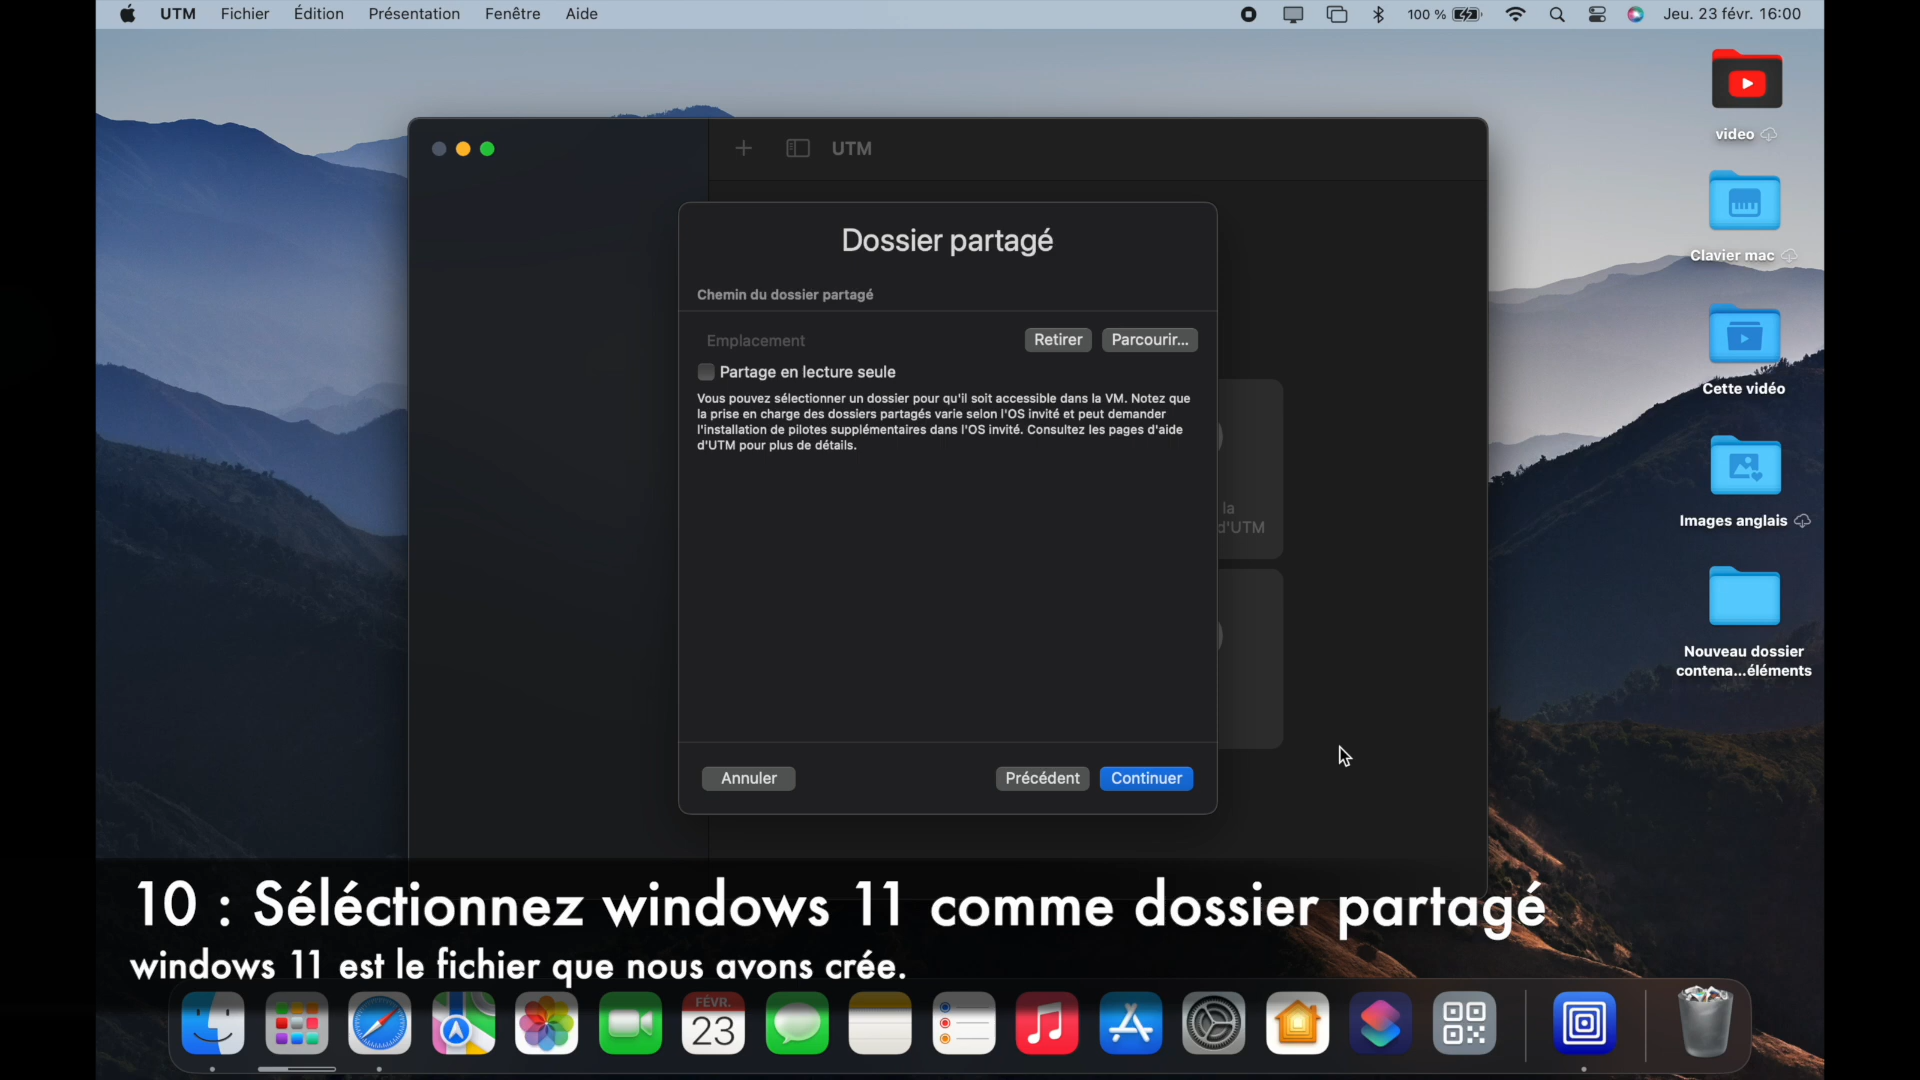 UTM Fichier Édition Présentation Fenêtre Aide
100 % Jeu. 23 févr. 16:00
video
UTM
Clavier mac
Dossier partagé
Chemin du dossier partagé
Emplacement Retirer Parcourir...
Partage en lecture seule
Vous pouvez sélectionner un dossier pour qu'il soit accessible dans la VM. Notez que
la prise en charge des dossiers partagés varie selon l'OS invité et peut demander
l'installation de pilotes supplémentaires dans l'OS invité. Consultez les pages d'aide
d'UTM pour plus de détails.
Cette vidéo
la
d'UTM
Images anglais
Nouveau dossier
contena...éléments
Annuler Précédent Continuer
10 : Séléctionnez windows 11 comme dossier partagé
windows 11 est le fichier que nous avons crée.
FÉVR.
23